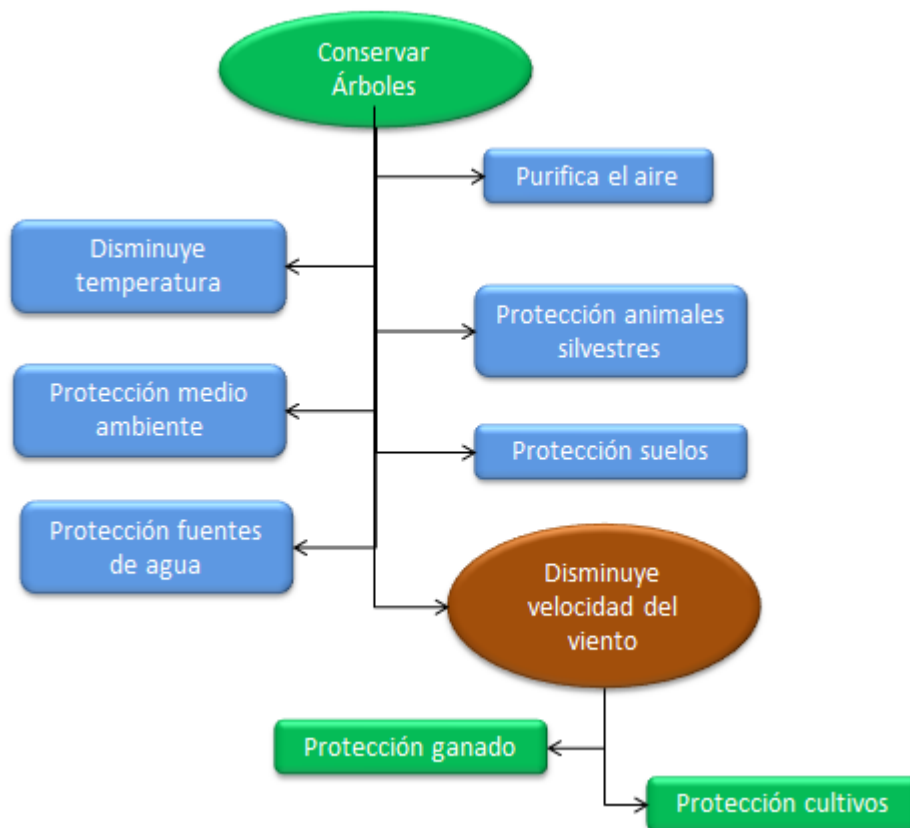 Conservar
Árboles
Purifica el aire
Disminuye
temperatura
Protección animales
silvestres
Protección medio
ambiente
Protección suelos
Protección fuentes
de agua
Disminuye
velocidad del
viento
Protección ganado
Protección cultivos